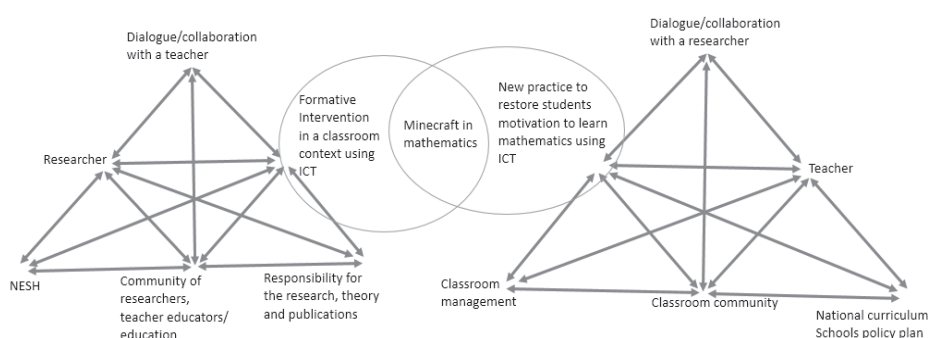 Dialogue/collaboration
with a teacher
Researcher
NESH
Community of
researchers,
teacher educators/
education
Responsibility for
the research, theory
and publications
Formative
Intervention
in a classroom
context using
ICT
Minecraft in
mathematics
New practice to
restore students
motivation to learn
mathematics using
ICT
Dialogue/collaboration
with a researcher
Teacher
Classroom
management
Classroom community
National curriculum
Schools policy plan